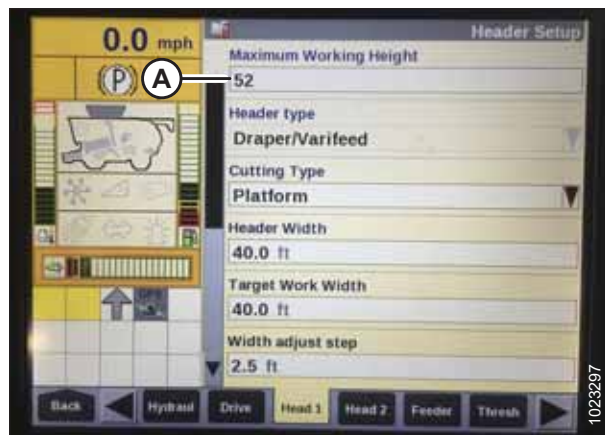 0.0 mph
Header Setup
Maximum Working Height
(P)
A
52
Header type
Draper/Varifeed
Cutting Type
Platform
Header Width
40.0 ft
Target Work Width
40.0 ft
Width adjust step
2.5 ft
Back
Hydraul
Drive
Head 1
Head 2
Feeder
Thresh
1023297